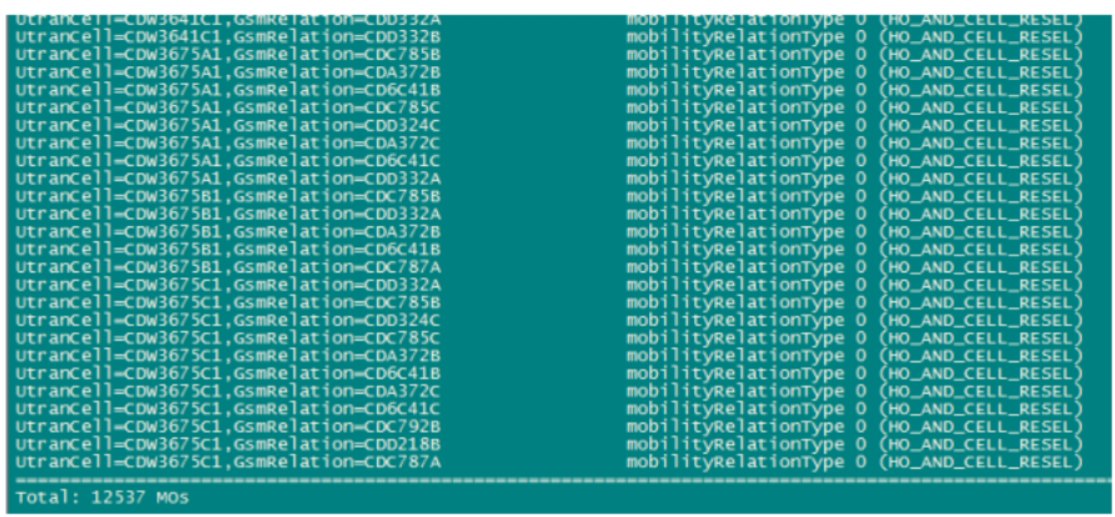 UtranCell=CDW3641C1,GsmRelation=CDD332A mobilityRelationType 0 (HO_AND_CELL_RESEL)
UtranCell=CDW3641C1,GsmRelation=CDD332B mobilityRelationType 0 (HO_AND_CELL_RESEL)
UtranCell=CDW3675A1,GsmRelation=CDC785B mobilityRelationType 0 (HO_AND_CELL_RESEL)
UtranCell=CDW3675A1,GsmRelation=CDA372B mobilityRelationType 0 (HO_AND_CELL_RESEL)
UtranCell=CDW3675A1,GsmRelation=CD6C41B mobilityRelationType 0 (HO_AND_CELL_RESEL)
UtranCell=CDW3675A1,GsmRelation=CDC785C mobilityRelationType 0 (HO_AND_CELL_RESEL)
UtranCell=CDW3675A1,GsmRelation=CDD324C mobilityRelationType 0 (HO_AND_CELL_RESEL)
UtranCell=CDW3675A1,GsmRelation=CDA372C mobilityRelationType 0 (HO_AND_CELL_RESEL)
UtranCell=CDW3675A1,GsmRelation=CD6C41C mobilityRelationType 0 (HO_AND_CELL_RESEL)
UtranCell=CDW3675A1,GsmRelation=CDD332A mobilityRelationType 0 (HO_AND_CELL_RESEL)
UtranCell=CDW3675B1,GsmRelation=CDC785B mobilityRelationType 0 (HO_AND_CELL_RESEL)
UtranCell=CDW3675B1,GsmRelation=CDD332A mobilityRelationType 0 (HO_AND_CELL_RESEL)
UtranCell=CDW3675B1,GsmRelation=CDA372B mobilityRelationType 0 (HO_AND_CELL_RESEL)
UtranCell=CDW3675B1,GsmRelation=CD6C41B mobilityRelationType 0 (HO_AND_CELL_RESEL)
UtranCell=CDW3675B1,GsmRelation=CDC787A mobilityRelationType 0 (HO_AND_CELL_RESEL)
UtranCell=CDW3675C1,GsmRelation=CDD332A mobilityRelationType 0 (HO_AND_CELL_RESEL)
UtranCell=CDW3675C1,GsmRelation=CDC785B mobilityRelationType 0 (HO_AND_CELL_RESEL)
UtranCell=CDW3675C1,GsmRelation=CDD324C mobilityRelationType 0 (HO_AND_CELL_RESEL)
UtranCell=CDW3675C1,GsmRelation=CDC785C mobilityRelationType 0 (HO_AND_CELL_RESEL)
UtranCell=CDW3675C1,GsmRelation=CDA372B mobilityRelationType 0 (HO_AND_CELL_RESEL)
UtranCell=CDW3675C1,GsmRelation=CD6C41B mobilityRelationType 0 (HO_AND_CELL_RESEL)
UtranCell=CDW3675C1,GsmRelation=CDA372C mobilityRelationType 0 (HO_AND_CELL_RESEL)
UtranCell=CDW3675C1,GsmRelation=CD6C41C mobilityRelationType 0 (HO_AND_CELL_RESEL)
UtranCell=CDW3675C1,GsmRelation=CDC792B mobilityRelationType 0 (HO_AND_CELL_RESEL)
UtranCell=CDW3675C1,GsmRelation=CDD218B mobilityRelationType 0 (HO_AND_CELL_RESEL)
UtranCell=CDW3675C1,GsmRelation=CDC787A mobilityRelationType 0 (HO_AND_CELL_RESEL)
Total: 12537 MOs